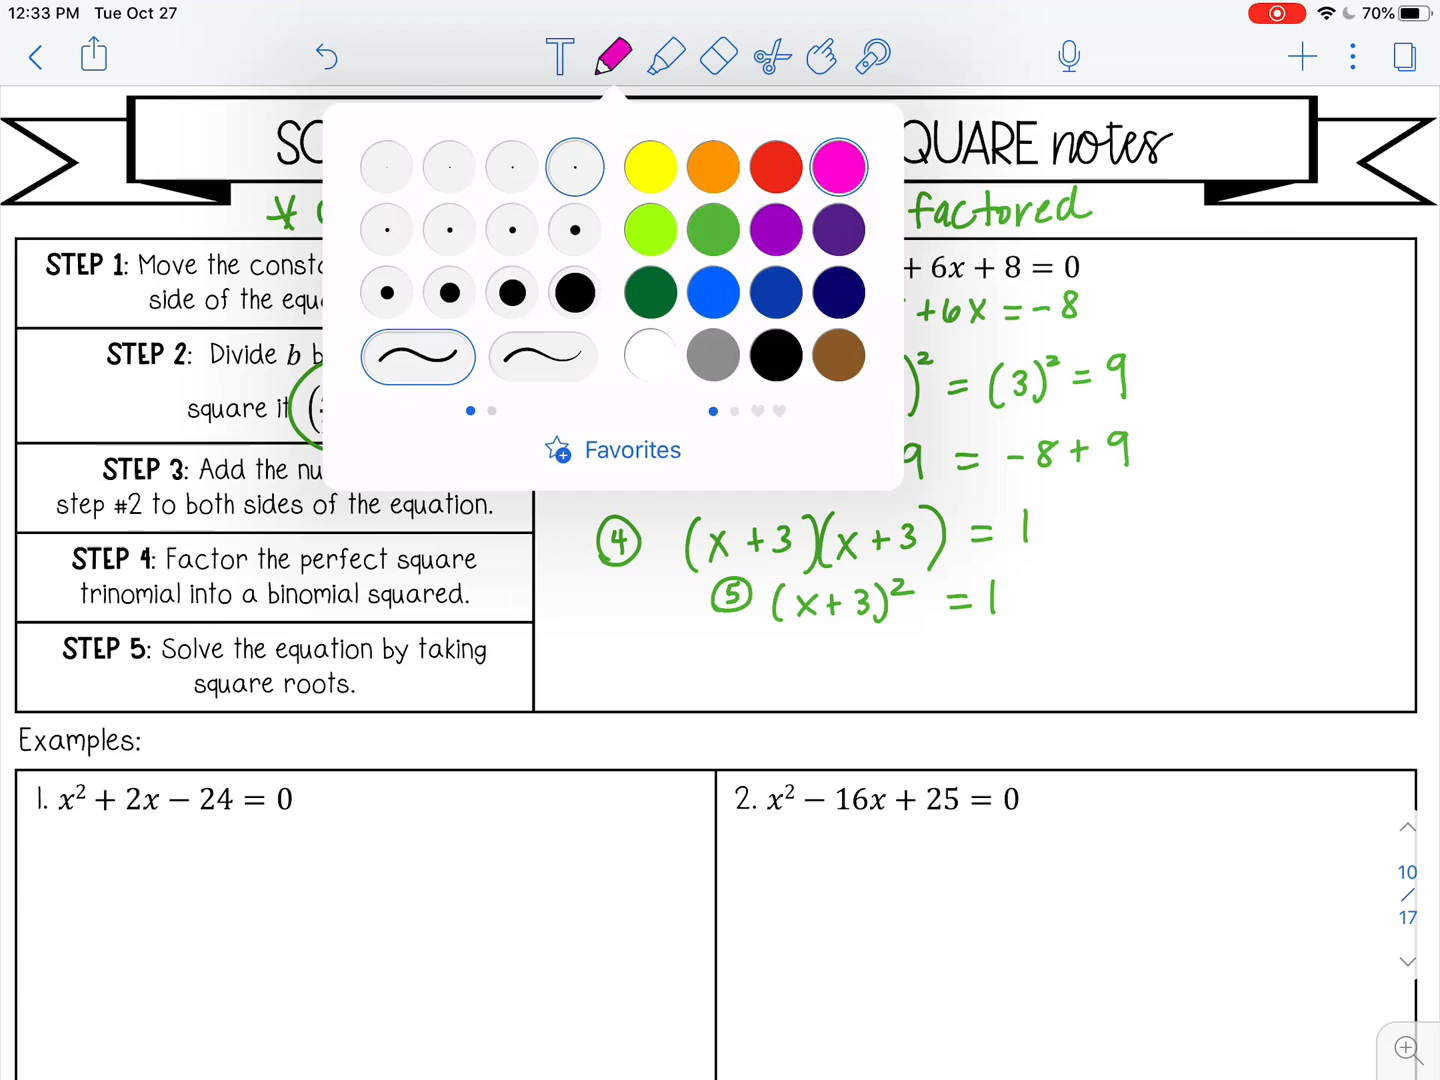 12:33 PM Tue Oct 27
70%
T
SO QUARE notes
* factored
STEP 1: Move the const
side of the equ
+ 6x + 8 = 0
+6x = -8
STEP 2: Divide b b
square it (
)² = (3)² = 9
STEP 3: Add the nu
step #2 to both sides of the equation.
9 = -8 + 9
Favorites
STEP 4: Factor the perfect square
trinomial into a binomial squared.
④ (x + 3)(x + 3) = 1
⑤ (x + 3)² = 1
STEP 5: Solve the equation by taking
square roots.
Examples:
1. x² + 2x − 24 = 0
2. x² − 16x + 25 = 0
10
/
17